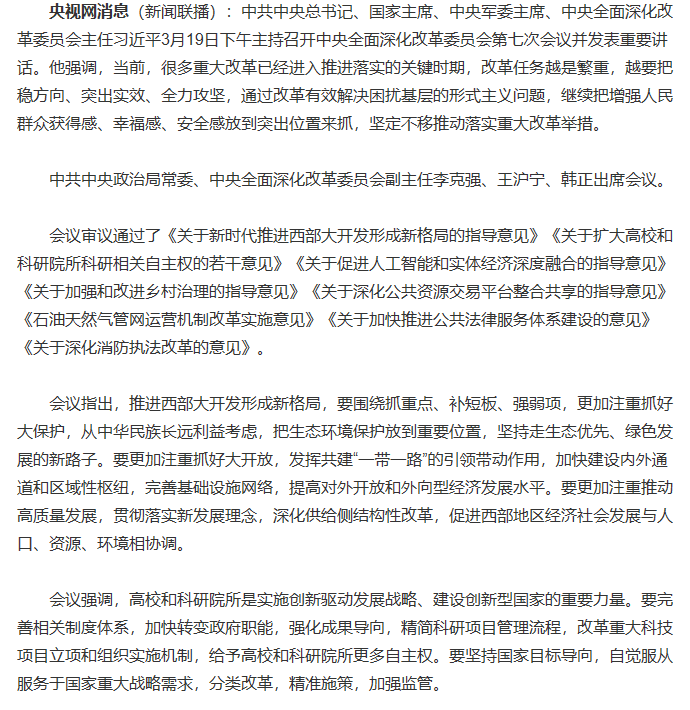 央视网消息（新闻联播）：中共中央总书记、国家主席、中央军委主席、中央全面深化改
革委员会主任习近平3月19日下午主持召开中央全面深化改革委员会第七次会议并发表重要讲
话。他强调，当前，很多重大改革已经进入推进落实的关键时期，改革任务越是繁重，越要把
稳方向、突出实效、全力攻坚，通过改革有效解决困扰基层的形式主义问题，继续把增强人民
群众获得感、幸福感、安全感放到突出位置来抓，坚定不移推动落实重大改革举措。
中共中央政治局常委、中央全面深化改革委员会副主任李克强、王沪宁、韩正出席会议。
会议审议通过了《关于新时代推进西部大开发形成新格局的指导意见》《关于扩大高校和
科研院所科研相关自主权的若干意见》《关于促进人工智能和实体经济深度融合的指导意见》
《关于加强和改进乡村治理的指导意见》《关于深化公共资源交易平台整合共享的指导意见》
《石油天然气管网运营机制改革实施意见》《关于加快推进公共法律服务体系建设的意见》
《关于深化消防执法改革的意见》。
会议指出，推进西部大开发形成新格局，要围绕抓重点、补短板、强弱项，更加注重抓好
大保护，从中华民族长远利益考虑，把生态环境保护放到重要位置，坚持走生态优先、绿色发
展的新路子。要更加注重抓好大开放，发挥共建“一带一路”的引领带动作用，加快建设内外通
道和区域性枢纽，完善基础设施网络，提高对外开放和外向型经济发展水平。要更加注重推动
高质量发展，贯彻落实新发展理念，深化供给侧结构性改革，促进西部地区经济社会发展与人
口、资源、环境相协调。
会议强调，高校和科研院所是实施创新驱动发展战略、建设创新型国家的重要力量。要完
善相关制度体系，加快转变政府职能，强化成果导向，精简科研项目管理流程，改革重大科技
项目立项和组织实施机制，给予高校和科研院所更多自主权。要坚持国家目标导向，自觉服从
服务于国家重大战略需求，分类改革，精准施策，加强监管。